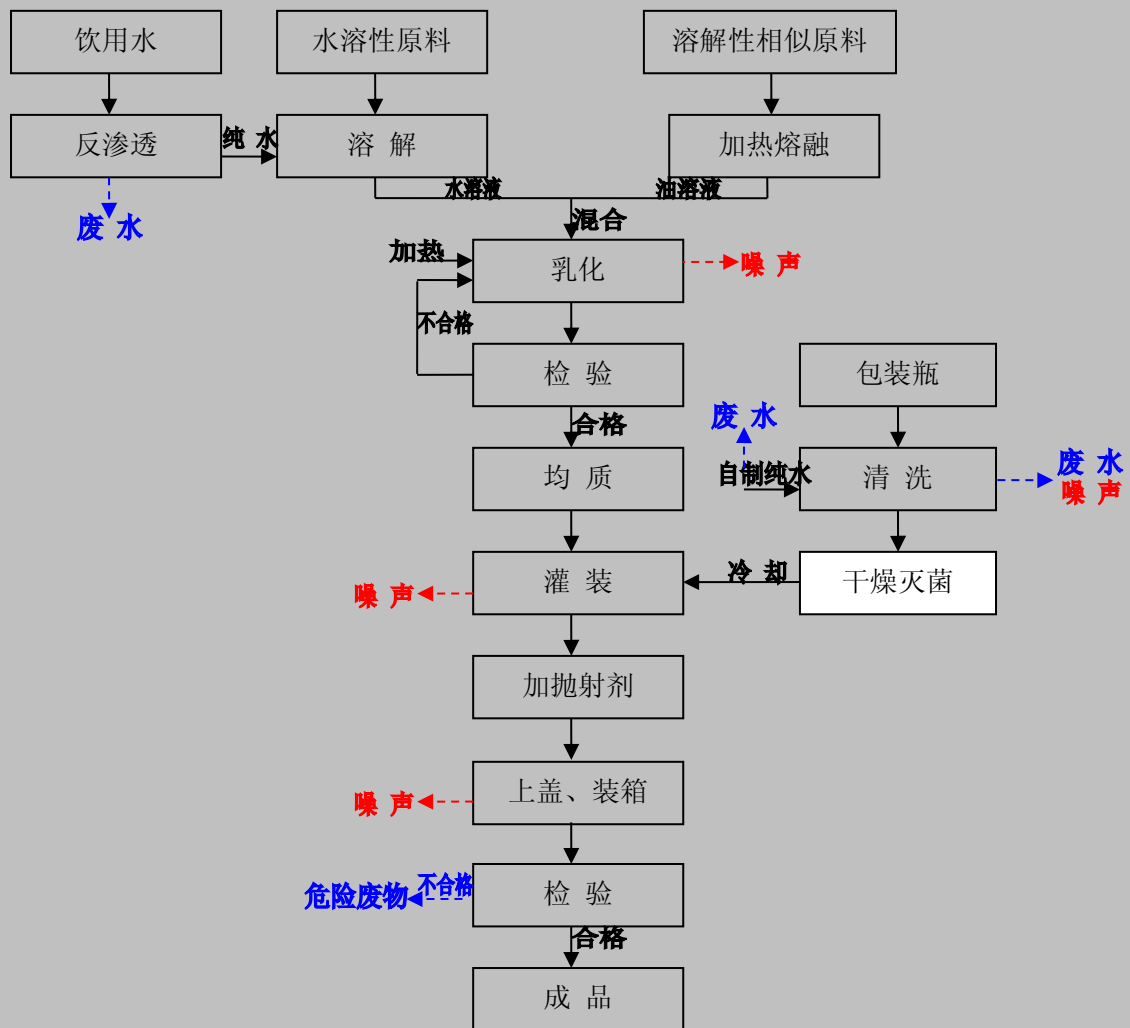 饮用水
水溶性原料
溶解性相似原料
反渗透
纯 水
溶 解
加热熔融
水溶液
油溶液
废 水
混合
加热
乳化
噪 声
不合格
检 验
包装瓶
合格
废 水
均 质
自制纯水
清 洗
废 水
噪 声
灌 装
噪 声
冷 却
干燥灭菌
加抛射剂
上盖、装箱
噪 声
检 验
不合格
危险废物
合格
成 品